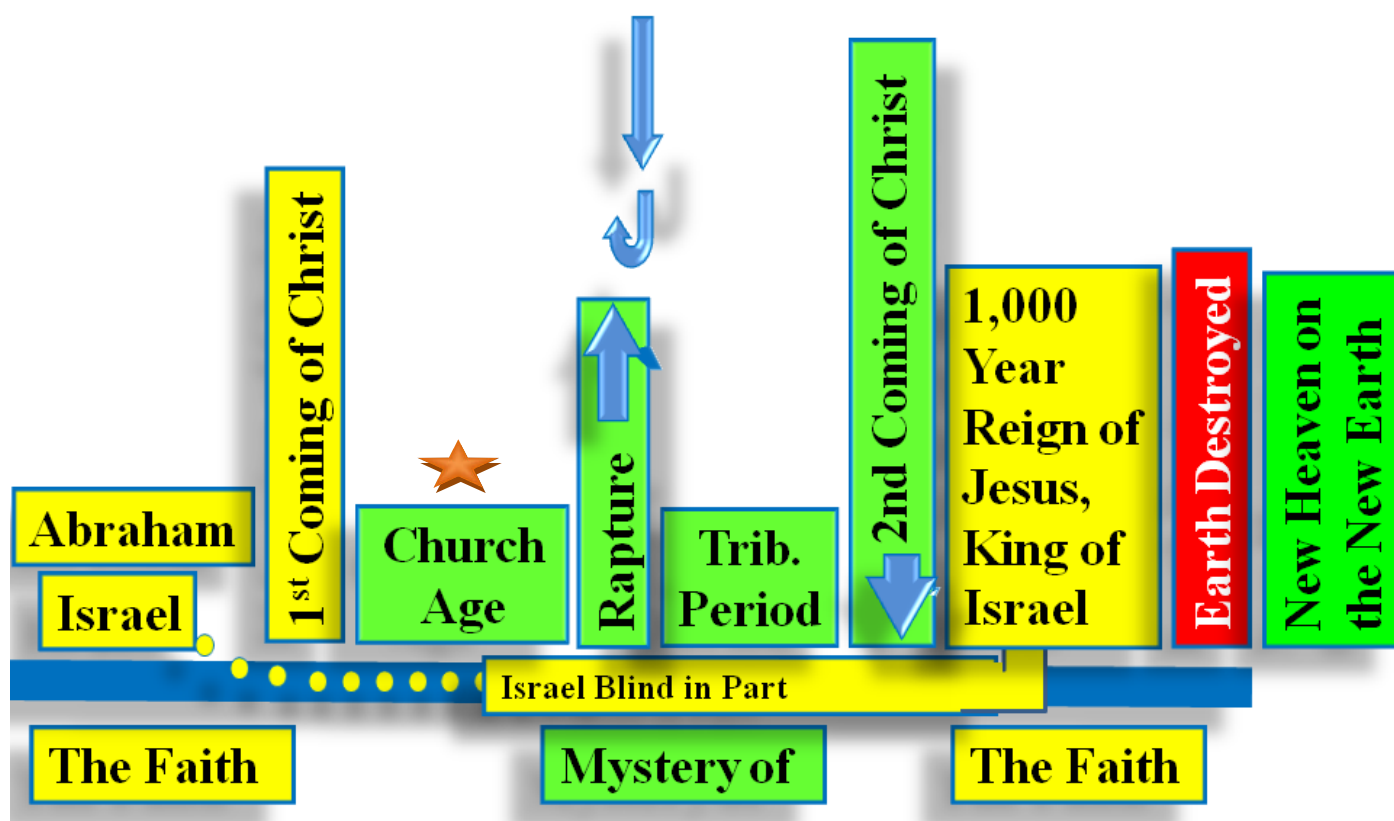 Abraham
Israel
1st Coming of Christ
Church
Age
Rapture
Trib.
Period
2nd Coming of Christ
1,000
Year
Reign of
Jesus,
King of
Israel
Earth Destroyed
New Heaven on
the New Earth
Israel Blind in Part
The Faith
Mystery of
The Faith